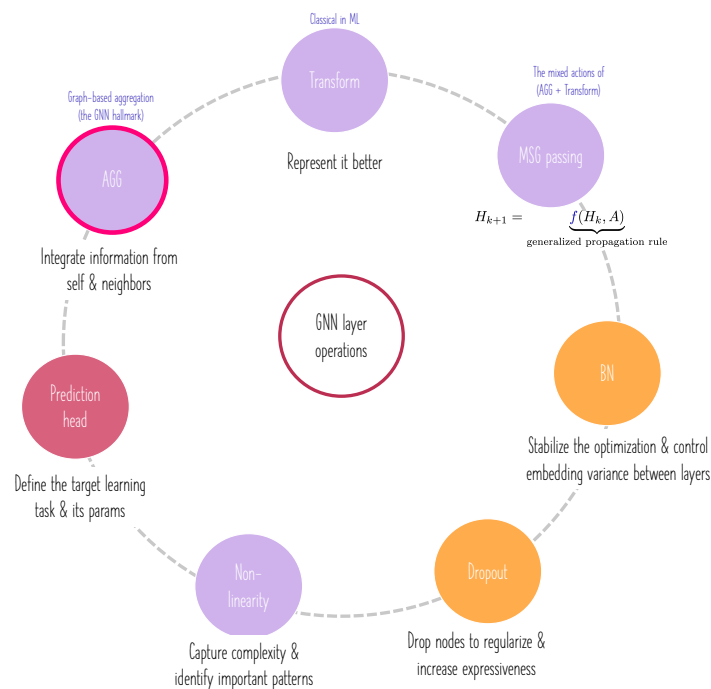 Classical in ML
Transform
Represent it better
The mixed actions of
(AGG + Transform)
MSG passing
H_{k+1} = f(H_k, A)
generalized propagation rule
BN
Stabilize the optimization & control
embedding variance between layers
Dropout
Drop nodes to regularize &
increase expressiveness
Non-
linearity
Capture complexity &
identify important patterns
Prediction
head
Define the target learning
task & its params
Graph-based aggregation
(the GNN hallmark)
AGG
Integrate information from
self & neighbors
GNN layer
operations